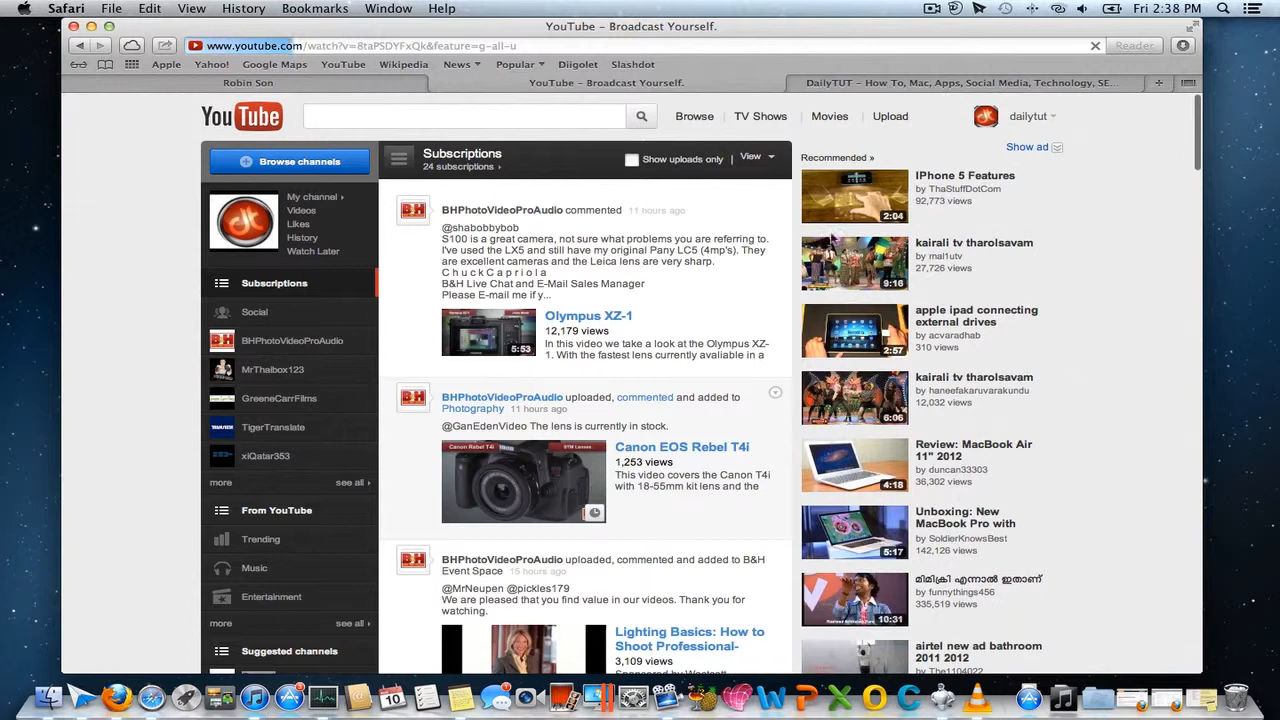 Safari File Edit View History Bookmarks Window Help Fri 2:38 PM
YouTube – Broadcast Yourself.
www.youtube.com/watch?v=8taPSDYFxQk&feature=g-all-u Reader
Apple Yahoo! Google Maps YouTube Wikipedia News Popular Diigolet Slashdot
Robin Son YouTube – Broadcast Yourself. DailyTUT – How To, Mac, Apps, Social Media, Technology, SE...
YouTube Browse TV Shows Movies Upload dailytut
Show ad
Browse channels
My channel ›
Videos
Likes
History
Watch Later
Subscriptions
Social
BHPhotoVideoProAudio
MrThaibox123
GreeneCarrFilms
TigerTranslate
xiQatar353
more see all ›
From YouTube
Trending
Music
Entertainment
more see all ›
Suggested channels
Subscriptions
24 subscriptions ›
Show uploads only | View
BHPhotoVideoProAudio commented 11 hours ago
@shabobbybob
S100 is a great camera, not sure what problems you are referring to.
I've used the LX5 and still have my original Pany LC5 (4mp's). They
are excellent cameras and the Leica lens are very sharp.
C h u c k C a p r i o l a
B&H Live Chat and E-Mail Sales Manager
Please E-mail me if y...
Olympus XZ-1
12,179 views
In this video we take a look at the Olympus XZ-
1. With the fastest lens currently available in a
5:53
BHPhotoVideoProAudio uploaded, commented and added to
Photography 11 hours ago
@GanEdenVideo The lens is currently in stock.
Canon EOS Rebel T4i
1,253 views
This video covers the Canon T4i
with 18-55mm kit lens and the
Canon Rebel T4i STM Lenses
BHPhotoVideoProAudio uploaded, commented and added to B&H
Event Space 15 hours ago
@MrNeupen @pickles179
We are pleased that you find value in our videos. Thank you for
watching.
Lighting Basics: How to
Shoot Professional-
3,109 views
Recommended »
IPhone 5 Features
by ThaStuffDotCom
92,773 views
2:04
kairali tv tharolsavam
by mal1utv
27,726 views
9:16
apple ipad connecting
external drives
by acvaradhab
310 views
2:57
kairali tv tharolsavam
by haneefakaruvarakundu
12,032 views
6:06
Review: MacBook Air
11" 2012
by duncan33303
36,302 views
4:18
Unboxing: New
MacBook Pro with
by SoldierKnowsBest
142,126 views
5:17
മിമിക്രി എന്നാൽ ഇതാണ്
by funnythings456
335,519 views
10:31
airtel new ad bathroom
2011 2012
by The1104022